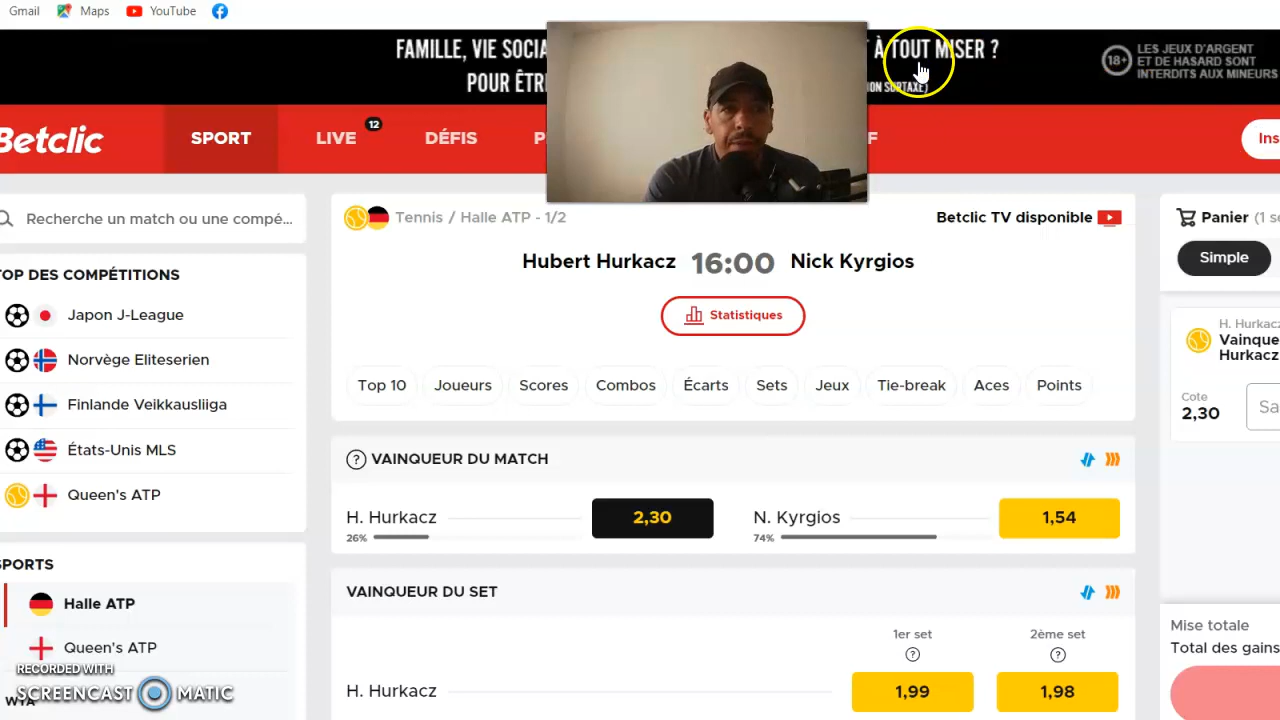 Gmail Maps YouTube
FAMILLE, VIE SOCIA À TOUT MISER ?
POUR ÊTR ON SURTAXÉ)
18+ LES JEUX D'ARGENT
ET DE HASARD SONT
INTERDITS AUX MINEURS
Betclic SPORT LIVE 12 DÉFIS P F Ins
Recherche un match ou une compé...
TOP DES COMPÉTITIONS
Japon J-League
Norvège Eliteserien
Finlande Veikkausliiga
États-Unis MLS
Queen's ATP
SPORTS
Halle ATP
Queen's ATP
WTA
RECORDED WITH
SCREENCAST MATIC
Tennis / Halle ATP - 1/2 Betclic TV disponible
Hubert Hurkacz 16:00 Nick Kyrgios
Statistiques
Top 10 Joueurs Scores Combos Écarts Sets Jeux Tie-break Aces Points
? VAINQUEUR DU MATCH
H. Hurkacz 2,30 N. Kyrgios 1,54
26% 74%
VAINQUEUR DU SET
1er set 2ème set
? ?
H. Hurkacz 1,99 1,98
Panier (1 sé
Simple
H. Hurkacz
Vainque
Hurkacz
Cote
2,30 Sa
Mise totale
Total des gains